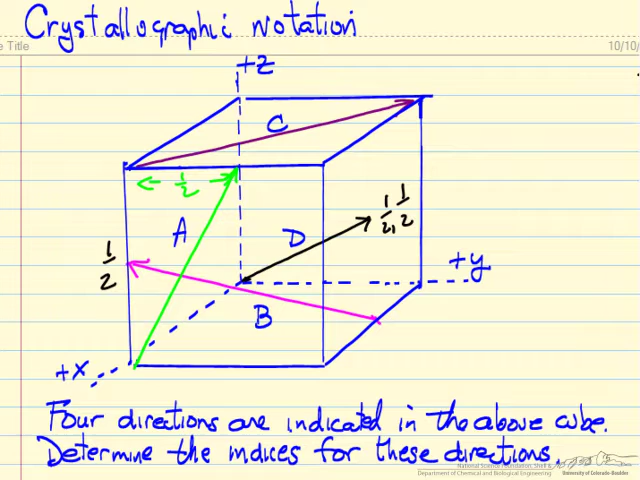 Crystallographic Notation
e Title
10/10/
+Z
C
1/2
A
D
1/2, 1/2
1/2
+y
B
+x
Four directions are indicated in the above cube.
Determine the indices for these directions.
National Science Foundation, Shell &
Department of Chemical and Biological Engineering
University of Colorado-Boulder